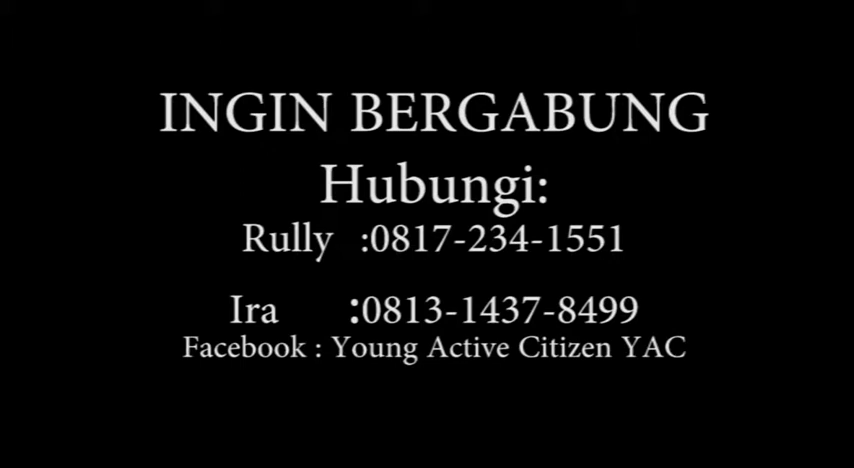 INGIN BERGABUNG
Hubungi:
Rully :0817-234-1551
Ira :0813-1437-8499
Facebook : Young Active Citizen YAC